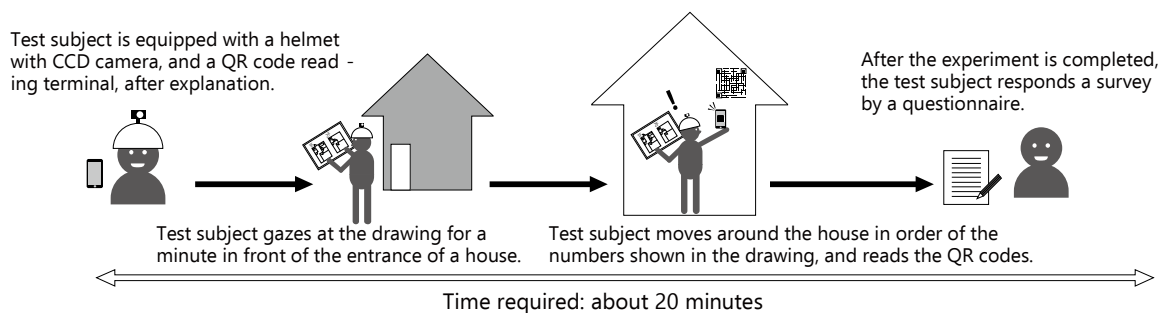 Test subject is equipped with a helmet
with CCD camera, and a QR code read -
ing terminal, after explanation.
Test subject gazes at the drawing for a
minute in front of the entrance of a house.
!
Test subject moves around the house in order of the
numbers shown in the drawing, and reads the QR codes.
After the experiment is completed,
the test subject responds a survey
by a questionnaire.
Time required: about 20 minutes